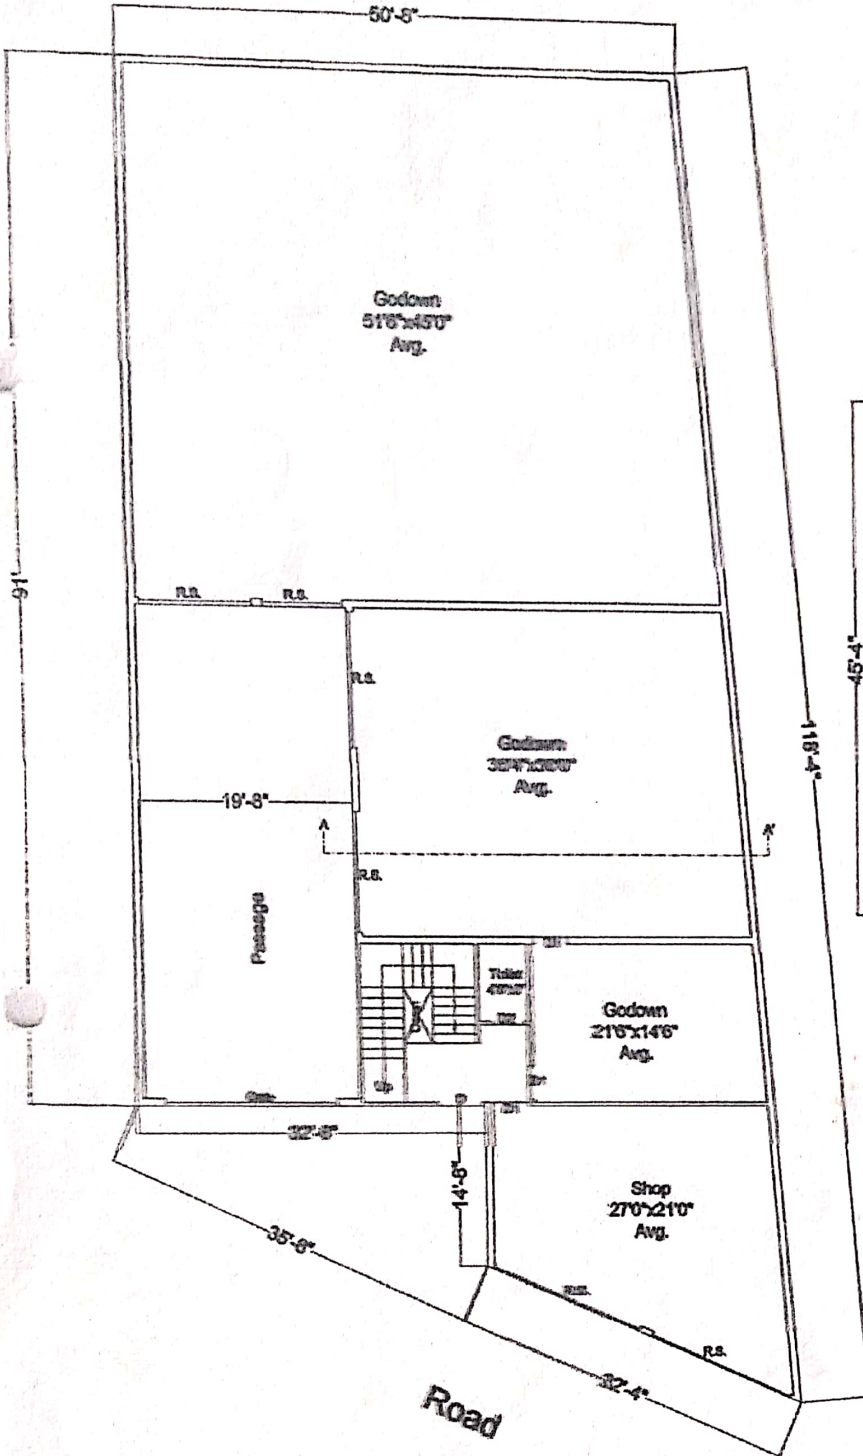 50'-8"
91'
Godown
51'6"x45'0"
Avg.
R.S.
R.S.
R.S.
Godown
Avg.
118'-4"
45'-4"
19'-8"
A
A'
R.S.
Passage
Toilet
Godown
21'6"x14'6"
Avg.
Up
32'-8"
14'-8"
Shop
27'0"x21'0"
Avg.
35'-8"
R.S.
R.S.
32'-4"
Road